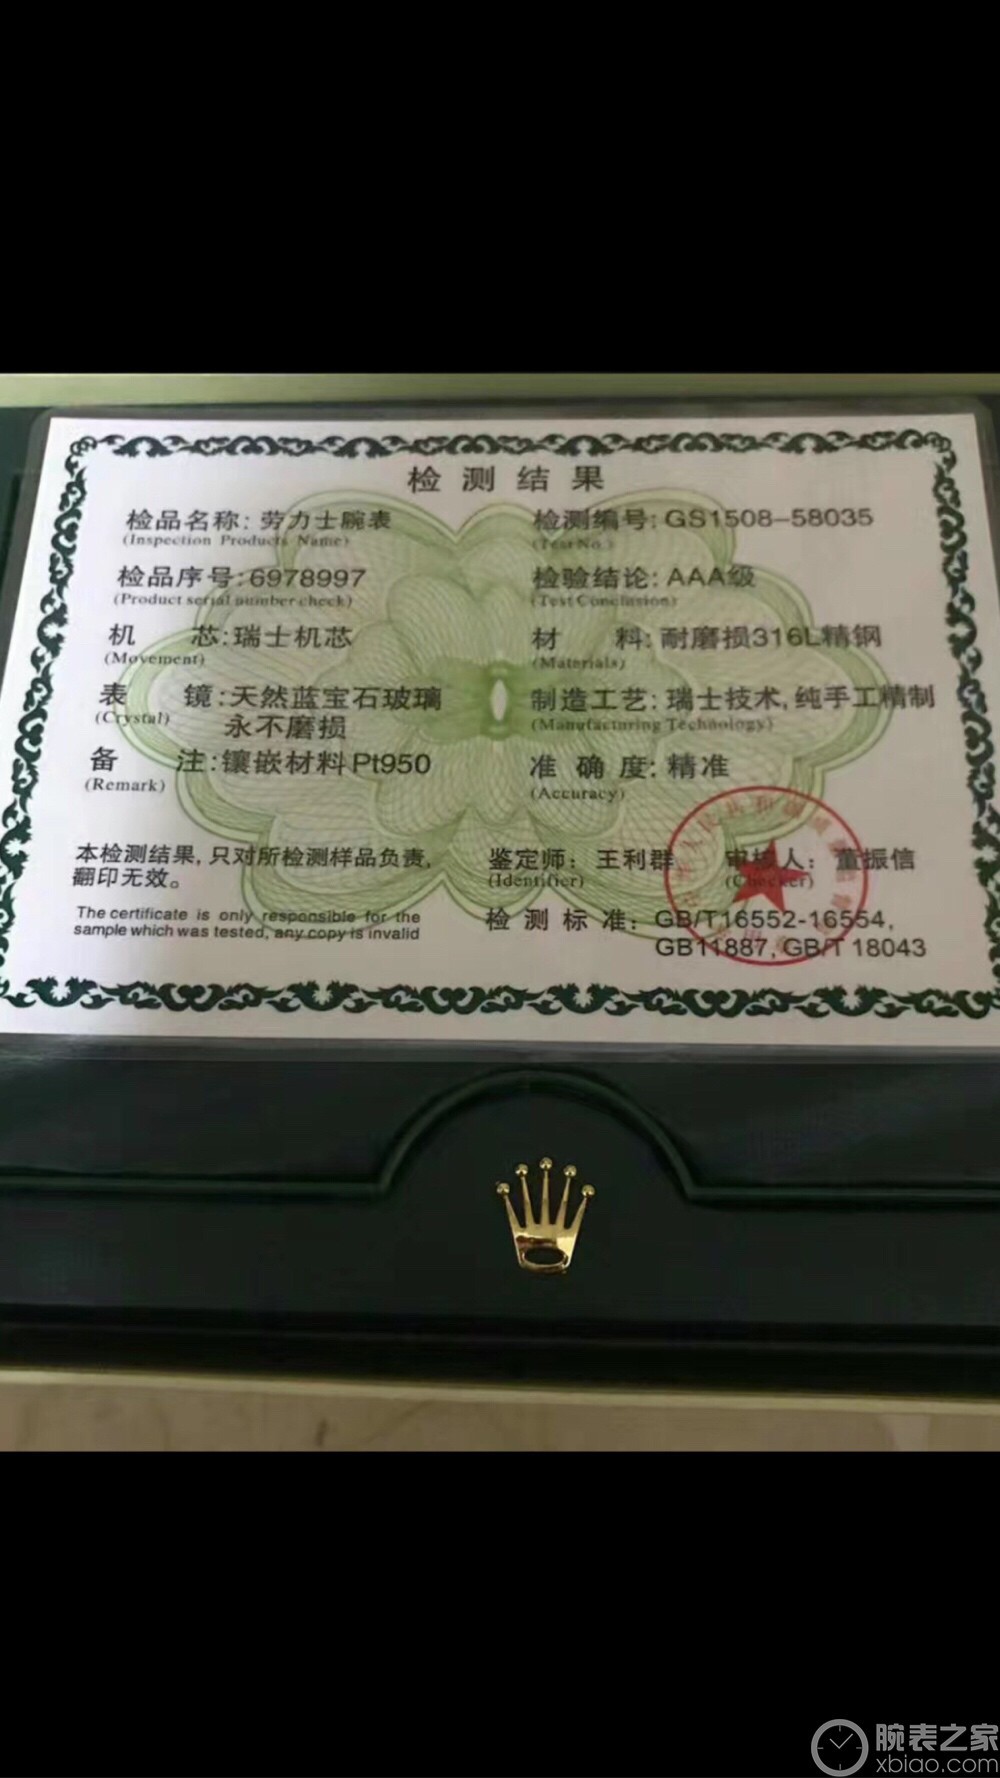 检测结果
检品名称: 劳力士腕表
(Inspection Products Name)
检测编号: GS1508-58035
(Test No.)
检品序号: 6978997
(Product serial number check)
检验结论: AAA级
(Test Conclusion)
机 芯: 瑞士机芯
(Movement)
材 料: 耐磨损316L精钢
(Materials)
表 镜: 天然蓝宝石玻璃
(Crystal)
永不磨损
制造工艺: 瑞士技术, 纯手工精制
(Manufacturing Technology)
备 注: 镶嵌材料Pt950
(Remark)
准 确 度: 精准
(Accuracy)
本检测结果, 只对所检测样品负责,
翻印无效。
The certificate is only responsible for the
sample which was tested, any copy is invalid
鉴定师: 王利群
(Identifier)
审核人: 董振信
(Checker)
检 测 标 准: GB/T16552-16554,
GB11887, GB/T 18043
腕表之家
xbiao.com